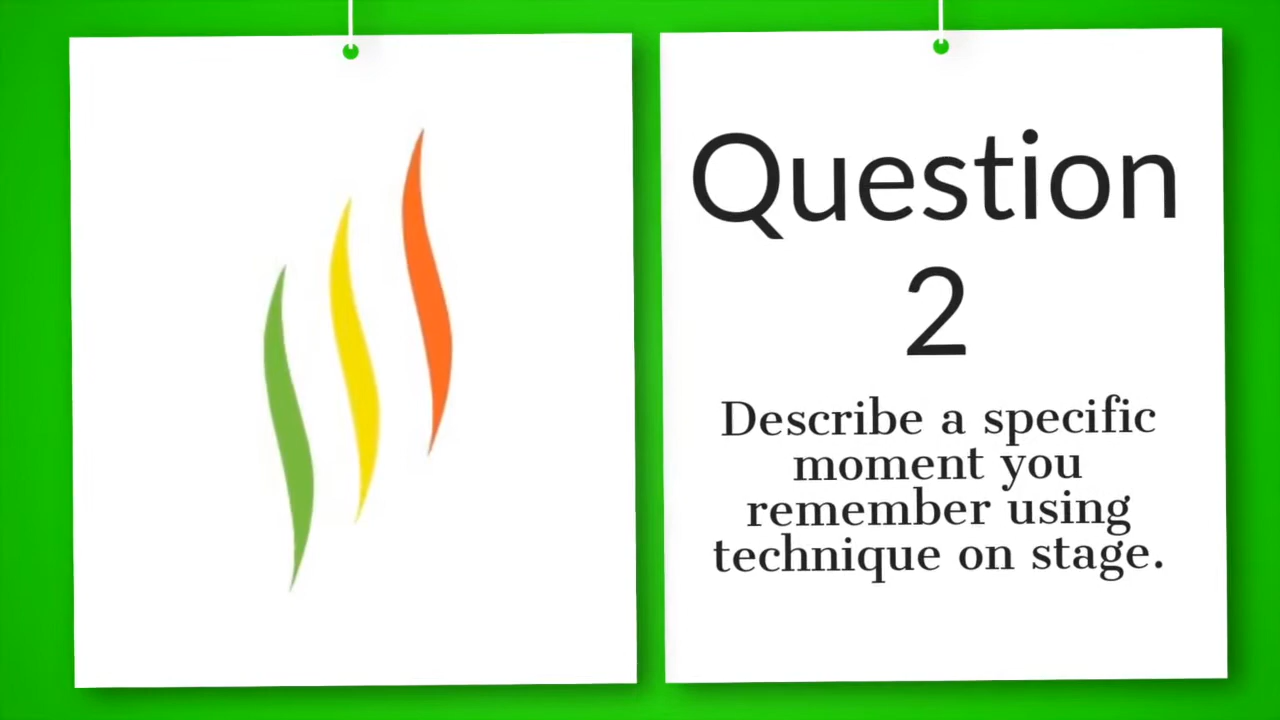 Question
2
Describe a specific
moment you
remember using
technique on stage.